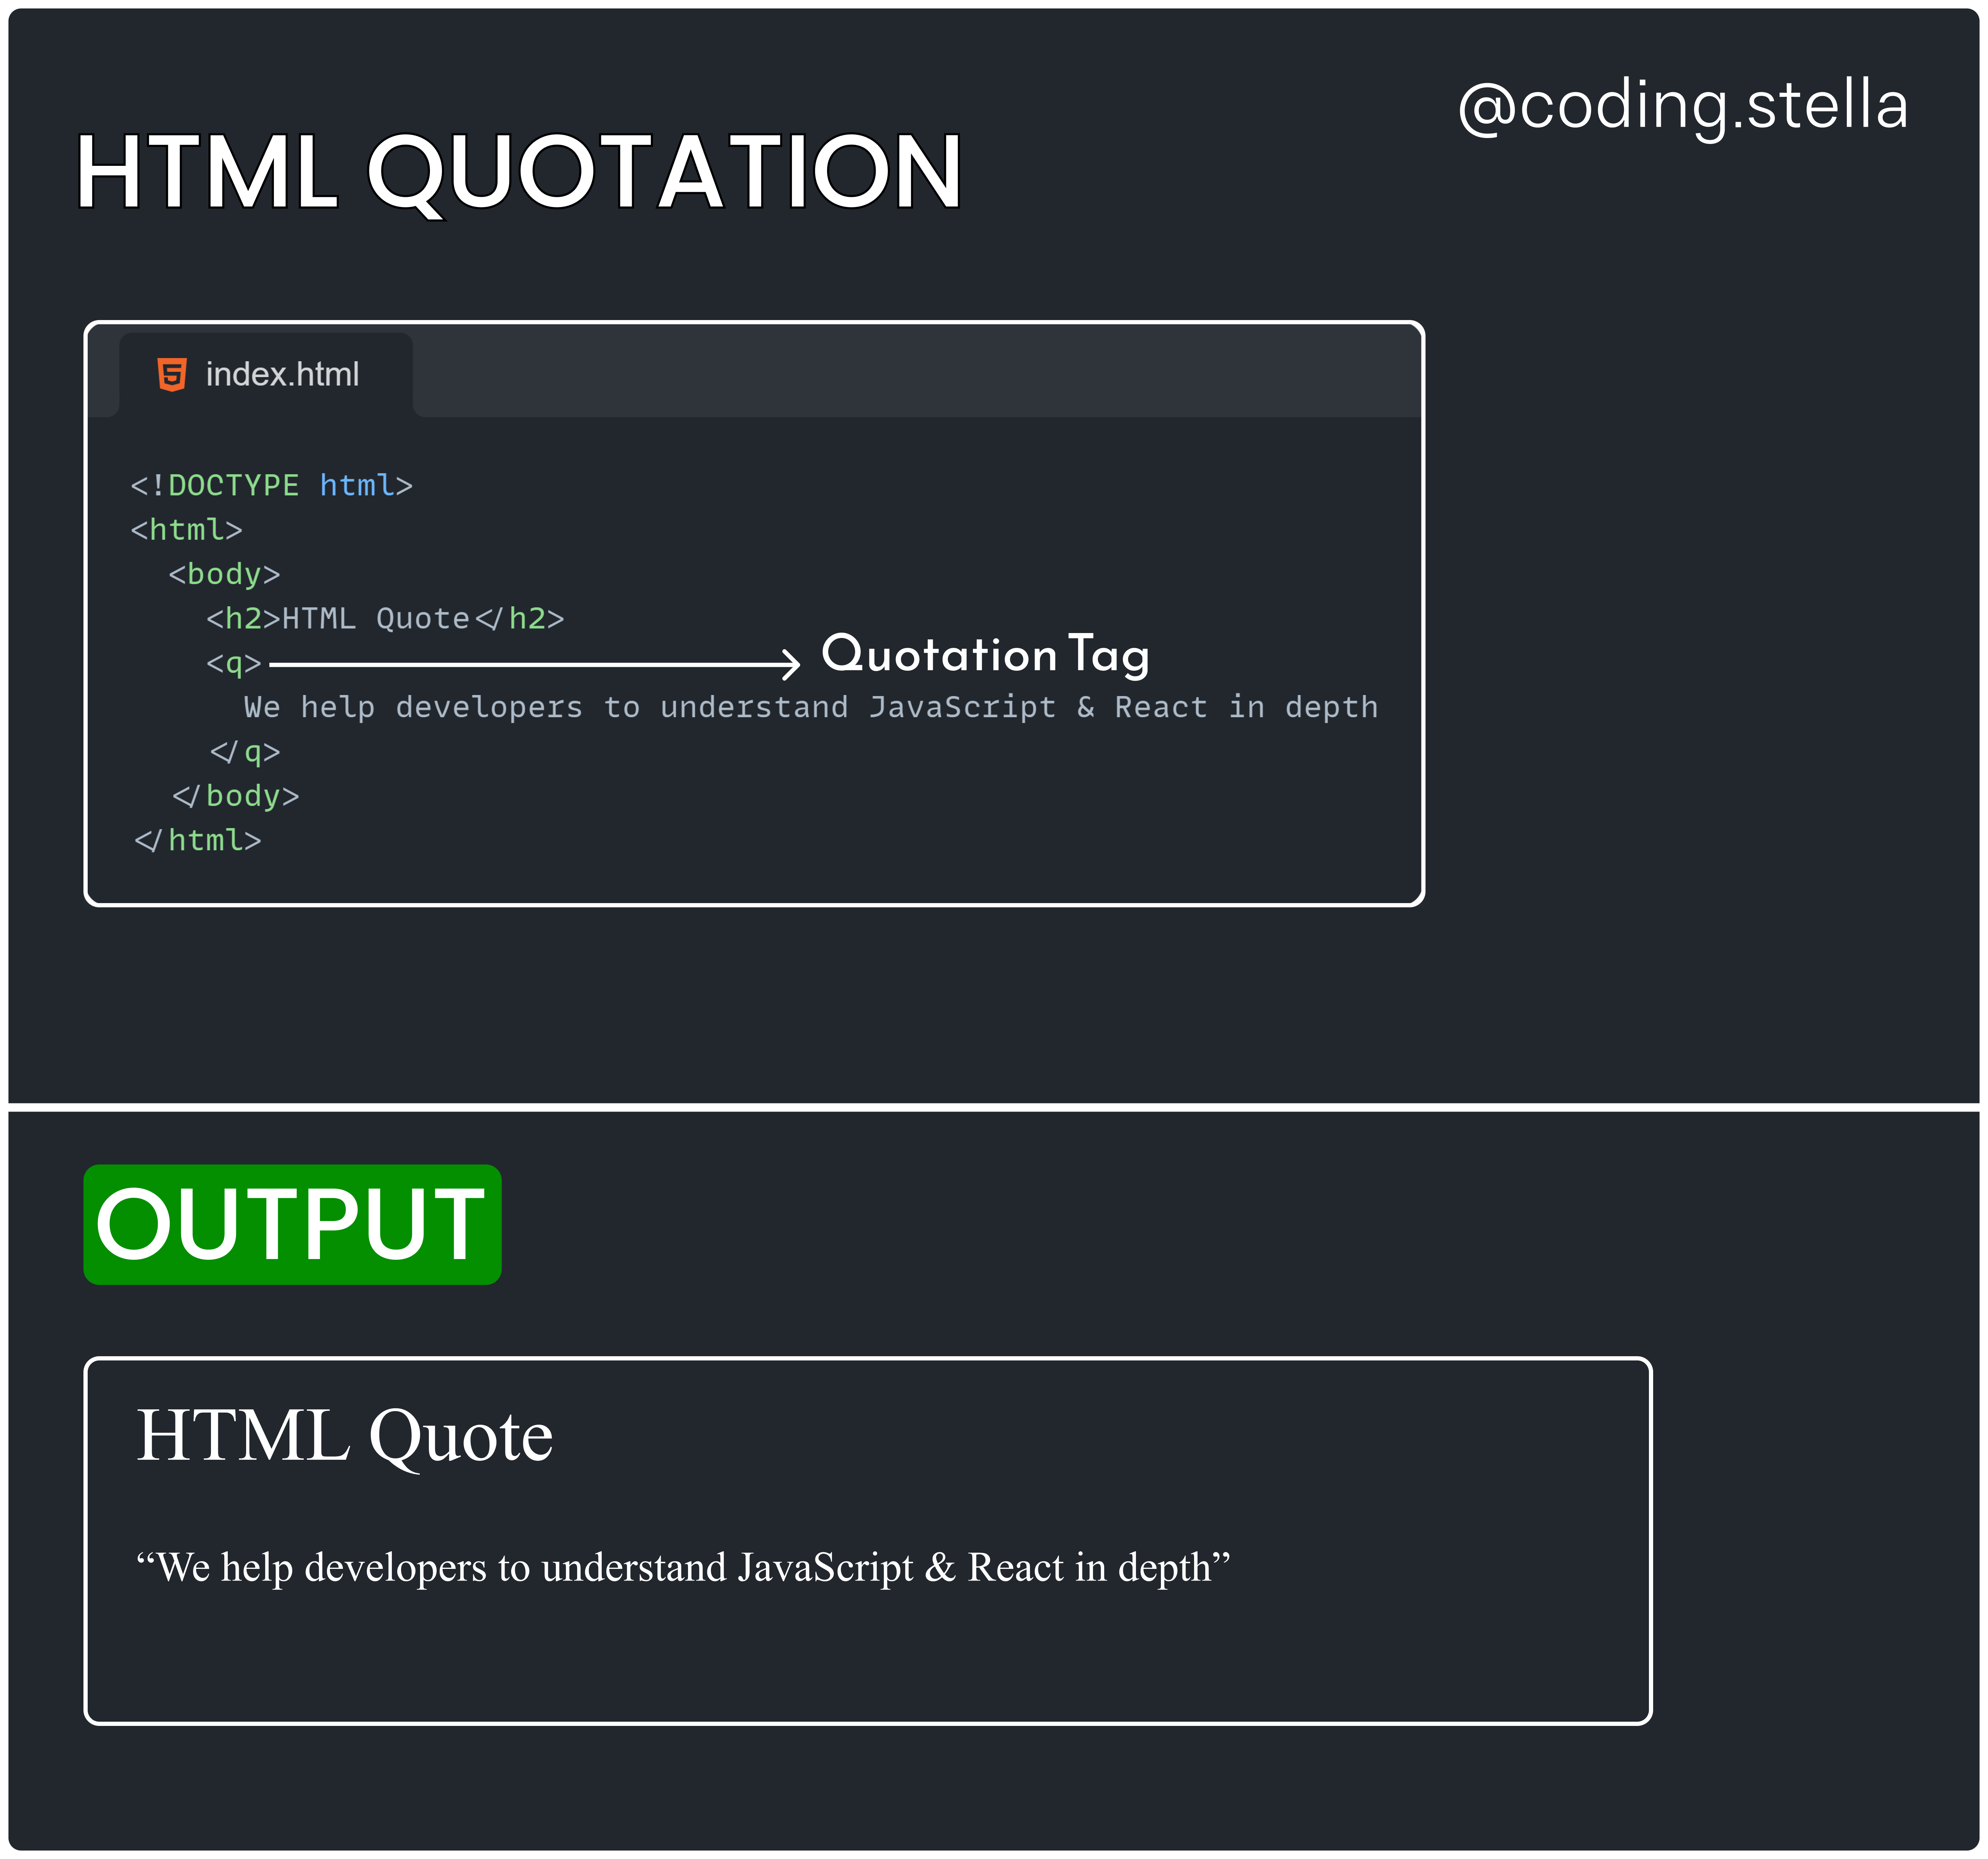 @coding.stella
HTML QUOTATION
index.html
<!DOCTYPE html>
<html>
<body>
<h2>HTML Quote</h2>
<q>
Quotation Tag
We help developers to understand JavaScript & React in depth
</q>
</body>
</html>
OUTPUT
HTML Quote
“We help developers to understand JavaScript & React in depth”